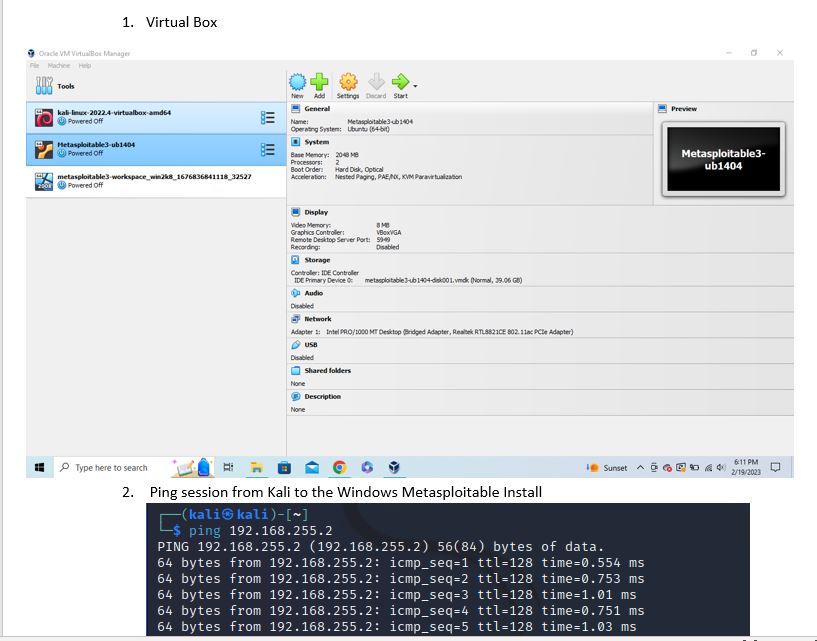 1. Virtual Box
Oracle VM VirtualBox Manager
File Machine Help
Tools
New Add Settings Discard Start
kali-linux-2022.4-virtualbox-amd64
Powered Off
Metasploitable3-ub1404
Powered Off
metasploitable3-workspace_win2k8_1676836841118_32527
Powered Off
2008
General
Name: Metasploitable3-ub1404
Operating System: Ubuntu (64-bit)
System
Base Memory: 2048 MB
Processors: 2
Boot Order: Hard Disk, Optical
Acceleration: Nested Paging, PAE/NX, KVM Paravirtualization
Preview
Metasploitable3-
ub1404
Display
Video Memory: 8 MB
Graphics Controller: VBoxVGA
Remote Desktop Server Port: 5949
Recording: Disabled
Storage
Controller: IDE Controller
IDE Primary Device 0: metasploitable3-ub1404-disk001.vmdk (Normal, 39.06 GB)
Audio
Disabled
Network
Adapter 1: Intel PRO/1000 MT Desktop (Bridged Adapter, Realtek RTL8821CE 802.11ac PCIe Adapter)
USB
Disabled
Shared folders
None
Description
None
Type here to search
Sunset
6:11 PM
2/19/2023
2. Ping session from Kali to the Windows Metasploitable Install
(kali㉿kali)-[~]
$ ping 192.168.255.2
PING 192.168.255.2 (192.168.255.2) 56(84) bytes of data.
64 bytes from 192.168.255.2: icmp_seq=1 ttl=128 time=0.554 ms
64 bytes from 192.168.255.2: icmp_seq=2 ttl=128 time=0.753 ms
64 bytes from 192.168.255.2: icmp_seq=3 ttl=128 time=1.01 ms
64 bytes from 192.168.255.2: icmp_seq=4 ttl=128 time=0.751 ms
64 bytes from 192.168.255.2: icmp_seq=5 ttl=128 time=1.03 ms